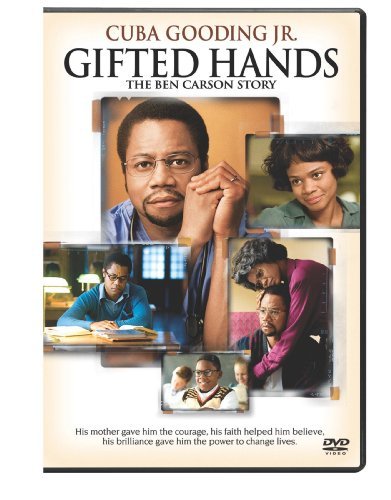 CUBA GOODING JR.
GIFTED HANDS
THE BEN CARSON STORY
His mother gave him the courage, his faith helped him believe,
his brilliance gave him the power to change lives.
DVD
VIDEO